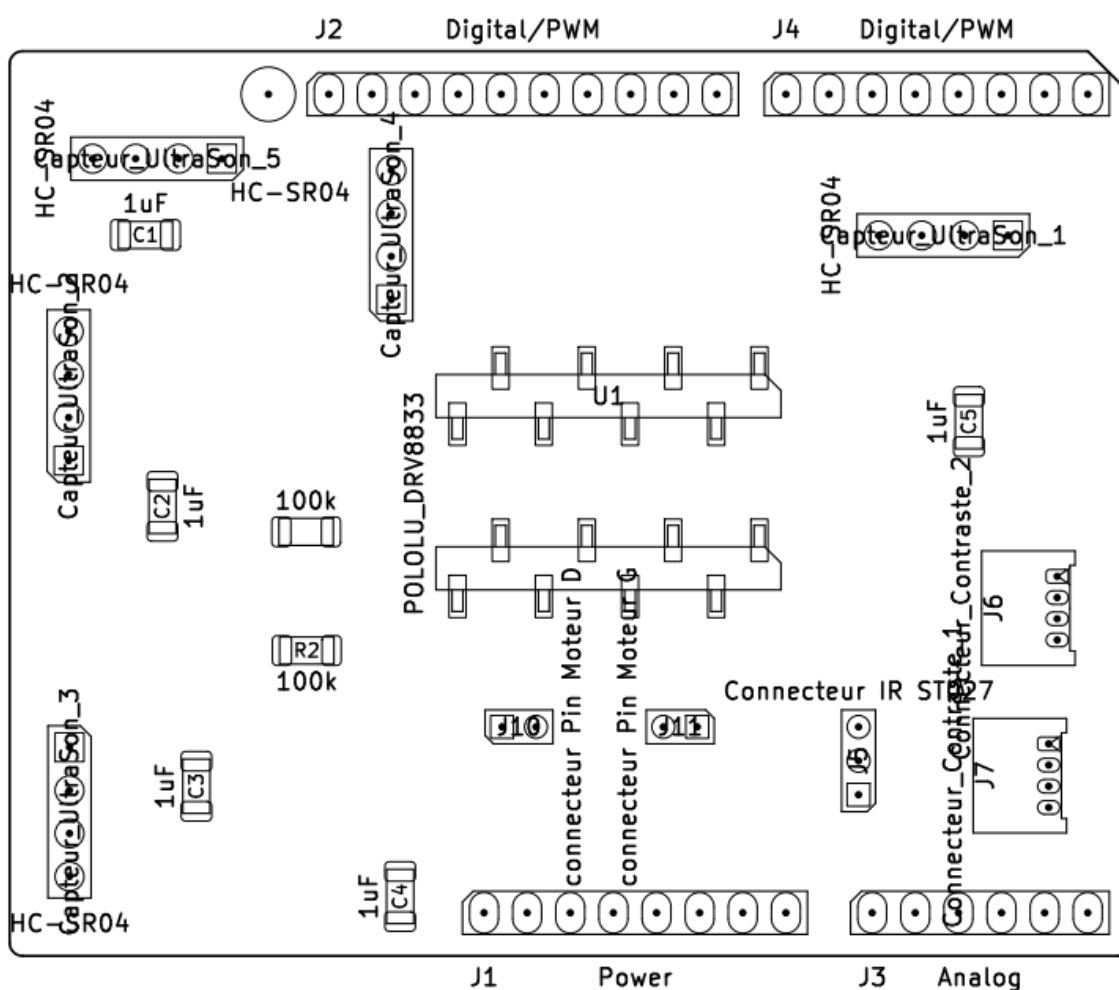 J2
Digital/PWM
J4
Digital/PWM
HC-SR04
Capteur_UltraSon_5
Capteur_UltraSon_4
HC-SR04
1uF
C1
HC-SR04
Capteur_UltraSon_1
HC-SR04
Capteur_UltraSon_2
U1
POLOLU_DRV8833
1uF
C5
C2
1uF
100k
Connecteur_Contraste_2
J6
connecteur Pin Moteur D
connecteur Pin Moteur G
R2
100k
Connecteur IR
Connecteur_Contraste_1
Capteur_UltraSon_3
J10
J11
J5
J7
1uF
C3
1uF
C4
HC-SR04
J1
Power
J3
Analog